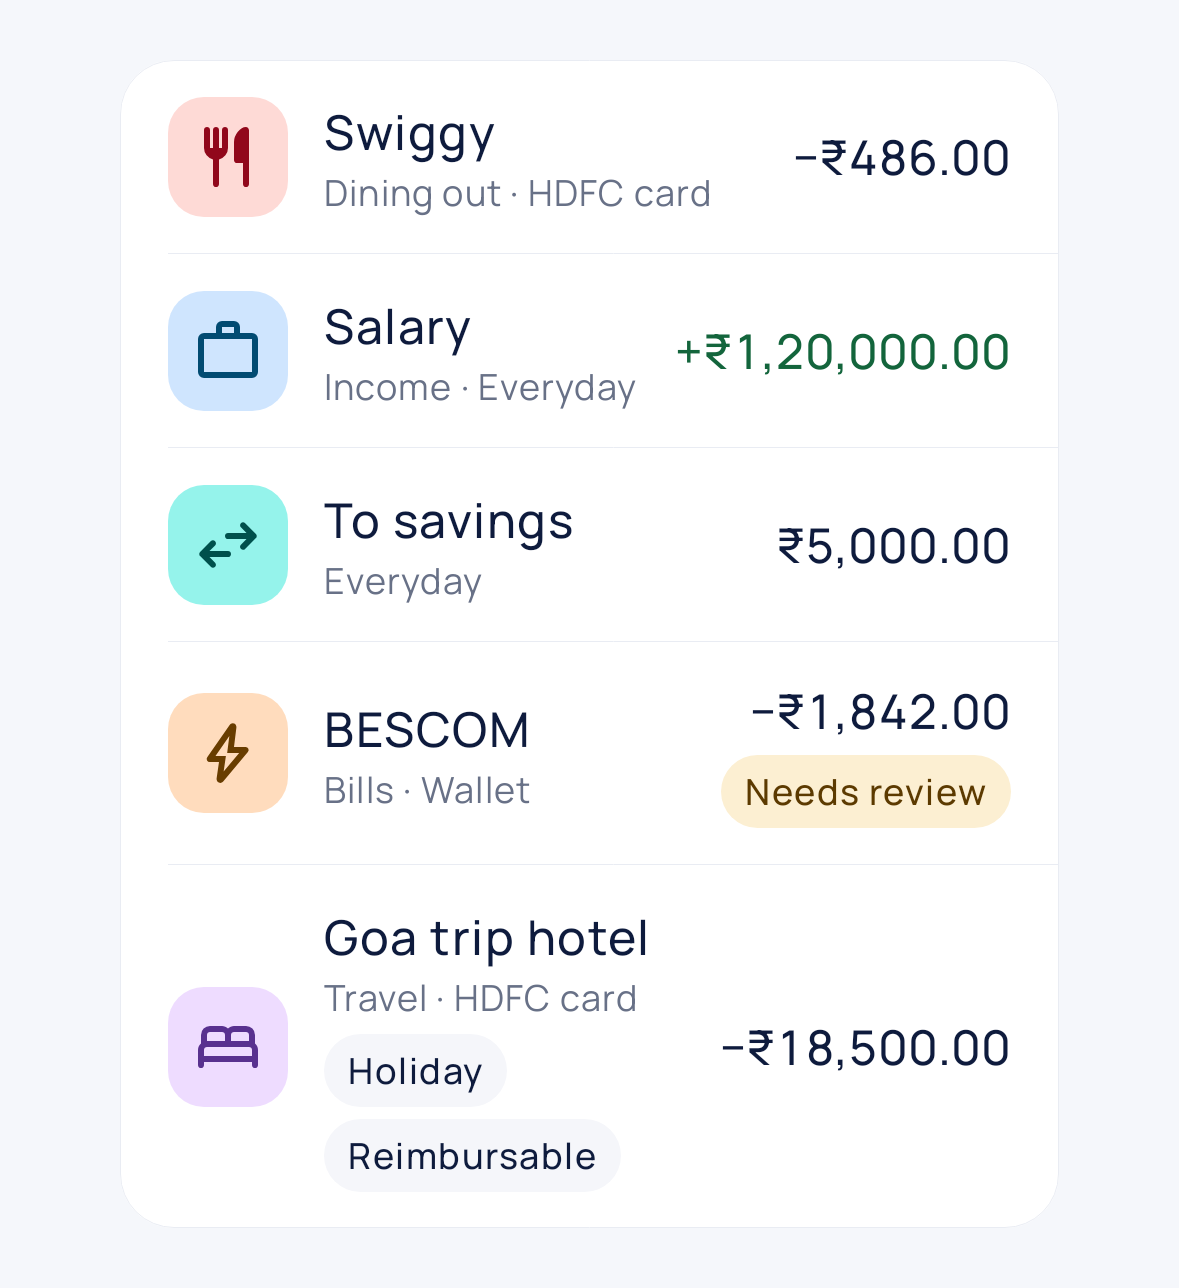 Swiggy
Dining out · HDFC card
−₹486.00
Salary
Income · Everyday
+₹1,20,000.00
To savings
Everyday
₹5,000.00
BESCOM
Bills · Wallet
−₹1,842.00
Needs review
Goa trip hotel
Travel · HDFC card
Holiday
Reimbursable
−₹18,500.00